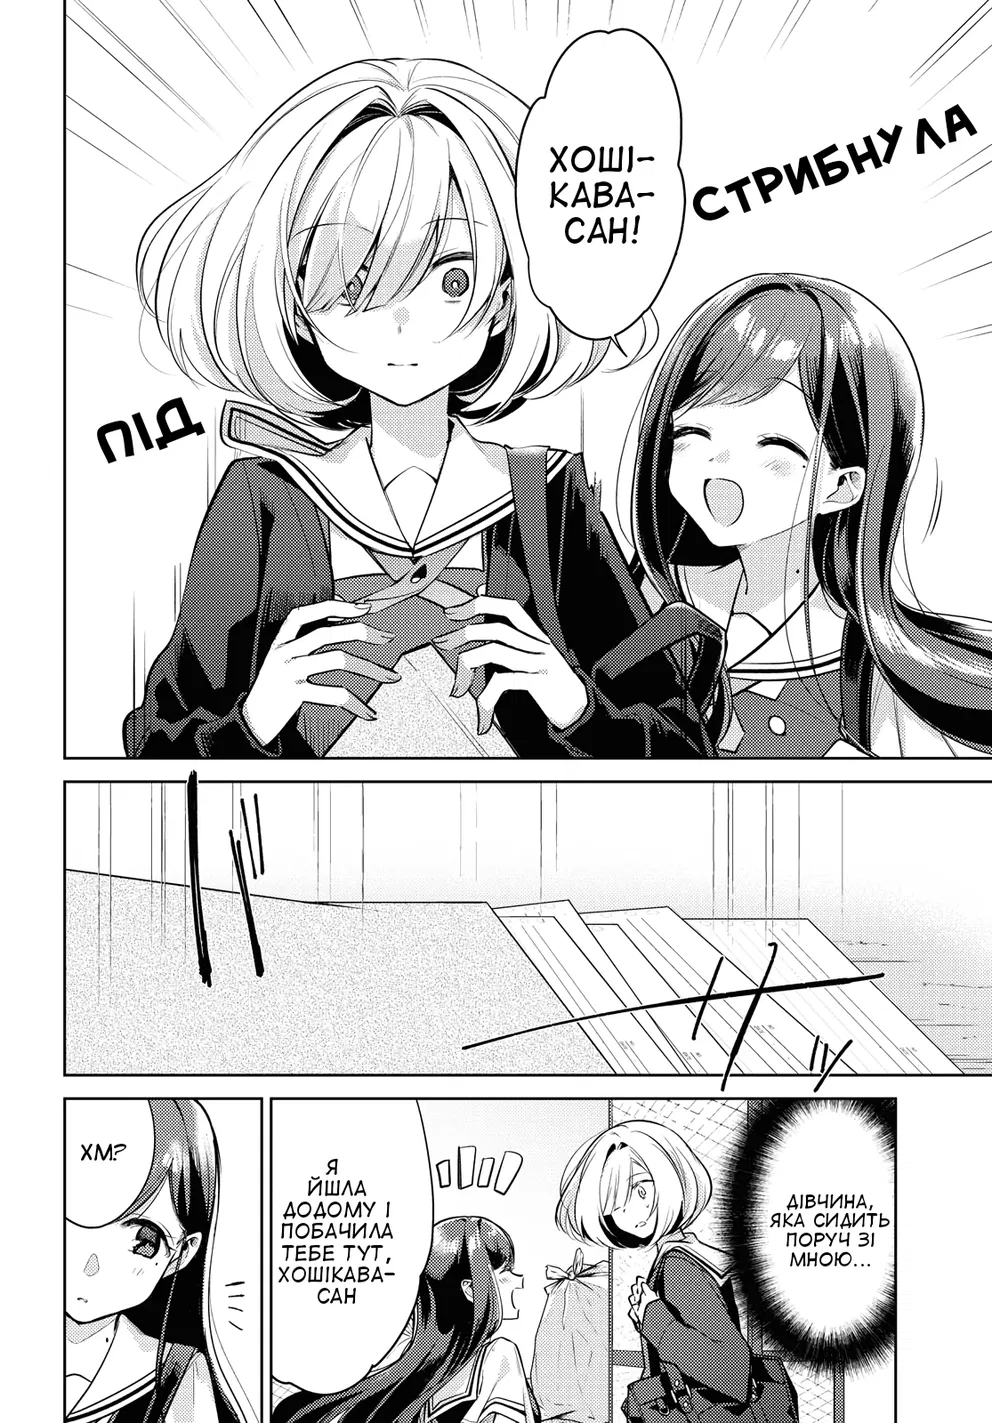 ХОШІ-
КАВА-
САН!
ПІД
СТРИБНУЛА
ДІВЧИНА,
ЯКА СИДИТЬ
ПОРУЧ ЗІ
МНОЮ...
Я
ЙШЛА
ДОДОМУ І
ПОБАЧИЛА
ТЕБЕ ТУТ,
ХОШІКАВА-
САН
ХМ?